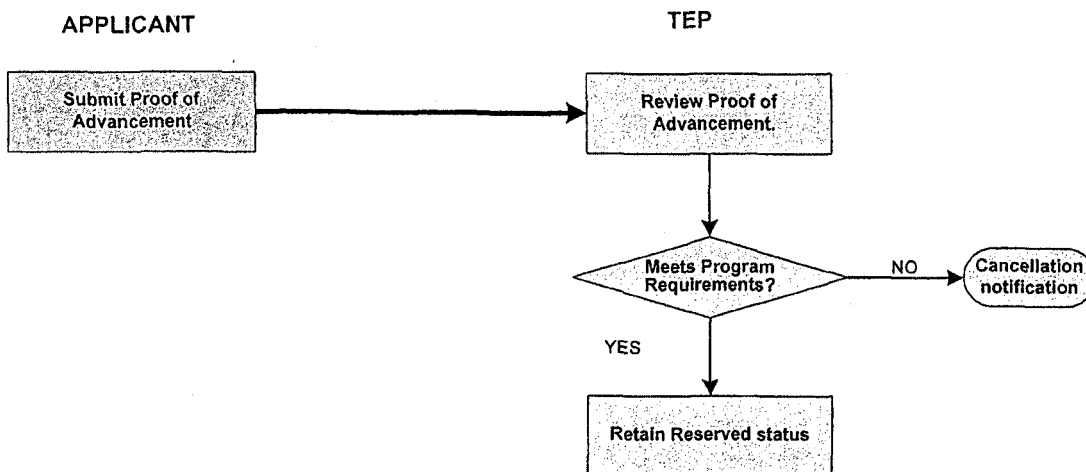 APPLICANT
TEP
Submit Proof of
Advancement
Review Proof of
Advancement.
Meets Program
Requirements?
NO
Cancellation
notification
YES
Retain Reserved status